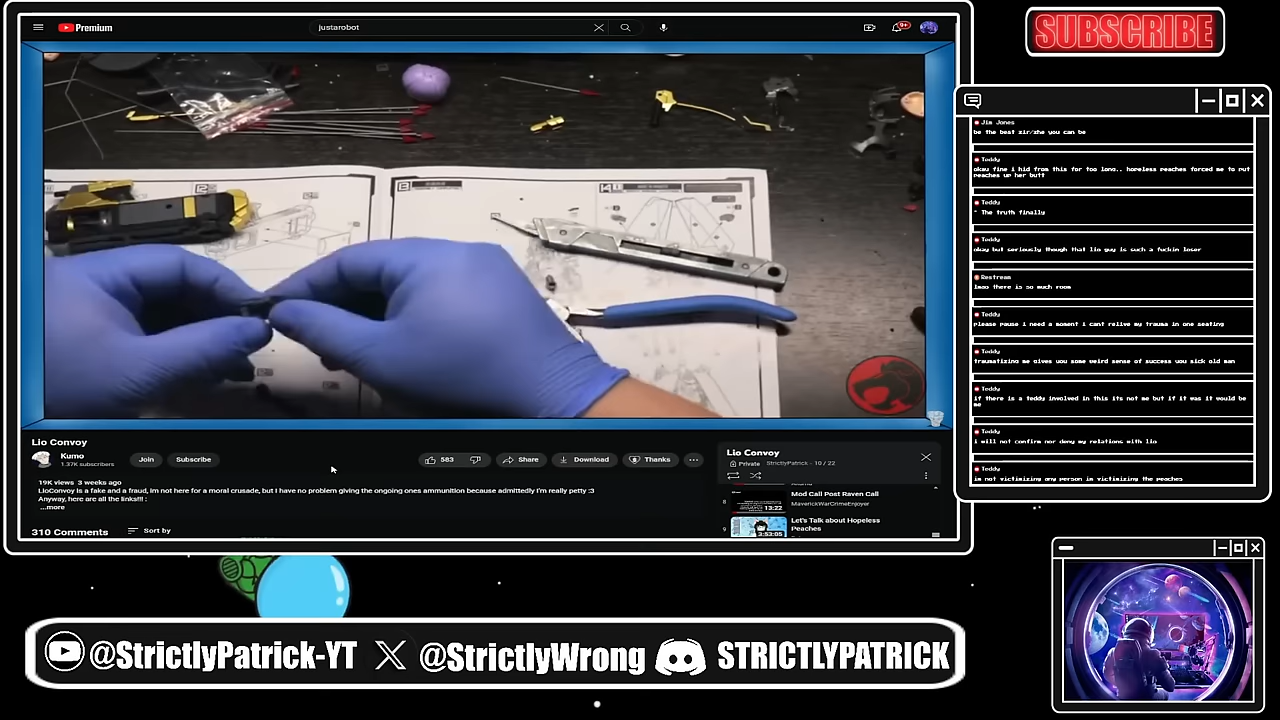 Premium
justarobot
9+
SUBSCRIBE
Jim Jones
be the best zir/zhe you can be
Teddy
okay fine i hid from this for too long.. hopeless peaches forced me to put
peaches up her butt
Teddy
* The truth finally
Teddy
okay but seriously though that lio guy is such a fuckin loser
Restream
lmao there is so much room
Teddy
please pause i need a moment i cant relive my trauma in one seating
Teddy
traumatizing me gives you some weird sense of success you sick old man
Teddy
if there is a teddy involved in this its not me but if it was it would be
me
Teddy
i will not confirm nor deny my relations with lio
Teddy
im not victimizing any person in victimizing the peaches
Lio Convoy
Kumo
1.37K subscribers
Join
Subscribe
583
Share
Download
Thanks
19K views 3 weeks ago
LioConvoy is a fake and a fraud, im not here for a moral crusade, but I have no problem giving the ongoing ones ammunition because admittedly I'm really petty :3
Anyway, here are all the links!!! :
...more
310 Comments
Sort by
Lio Convoy
Private StrictlyPatrick - 10 / 22
8
Mod Call Post Raven Call
MaverickWarCrimeEnjoyer
13:22
9
Let's Talk about Hopeless
Peaches
3:53:05
@StrictlyPatrick-YT
@StrictlyWrong
STRICTLYPATRICK